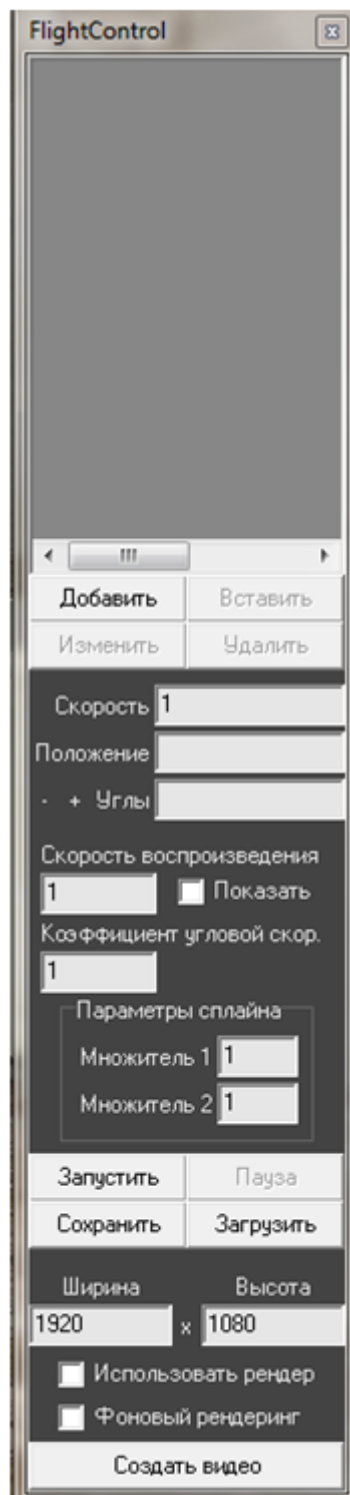 FlightControl
Добавить Вставить
Изменить Удалить
Скорость 1
Положение
- + Углы
Скорость воспроизведения
1 Показать
Коэффициент угловой скор.
1
Параметры сплайна
Множитель 1 1
Множитель 2 1
Запустить Пауза
Сохранить Загрузить
Ширина Высота
1920 x 1080
Использовать рендер
Фоновый рендеринг
Создать видео